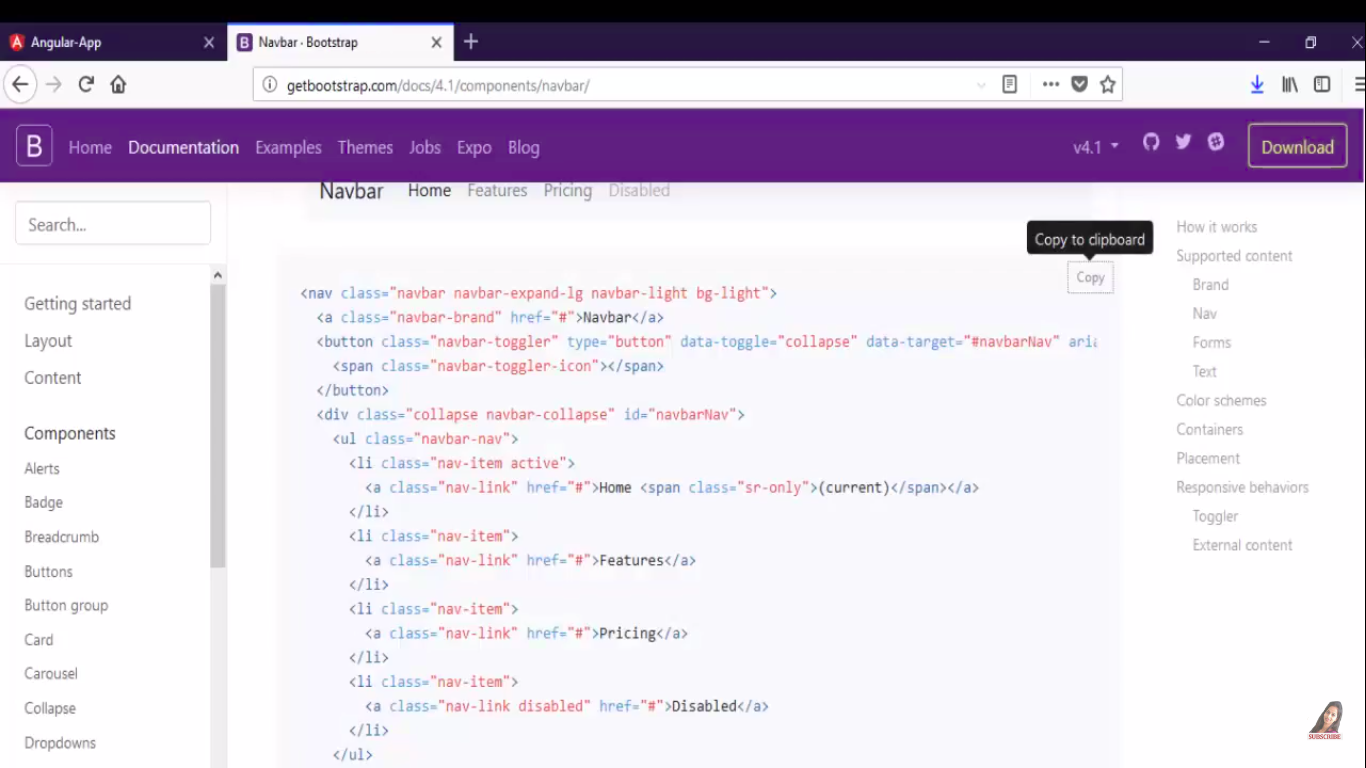 Angular-App
Navbar · Bootstrap
getbootstrap.com/docs/4.1/components/navbar/
B Home Documentation Examples Themes Jobs Expo Blog v4.1 Download
Navbar Home Features Pricing Disabled
Search...
Getting started
Layout
Content
Components
Alerts
Badge
Breadcrumb
Buttons
Button group
Card
Carousel
Collapse
Dropdowns
Copy to clipboard
Copy
<nav class="navbar navbar-expand-lg navbar-light bg-light">
<a class="navbar-brand" href="#">Navbar</a>
<button class="navbar-toggler" type="button" data-toggle="collapse" data-target="#navbarNav" aria
<span class="navbar-toggler-icon"></span>
</button>
<div class="collapse navbar-collapse" id="navbarNav">
<ul class="navbar-nav">
<li class="nav-item active">
<a class="nav-link" href="#">Home <span class="sr-only">(current)</span></a>
</li>
<li class="nav-item">
<a class="nav-link" href="#">Features</a>
</li>
<li class="nav-item">
<a class="nav-link" href="#">Pricing</a>
</li>
<li class="nav-item">
<a class="nav-link disabled" href="#">Disabled</a>
</li>
</ul>
How it works
Supported content
Brand
Nav
Forms
Text
Color schemes
Containers
Placement
Responsive behaviors
Toggler
External content
SUBSCRIBE